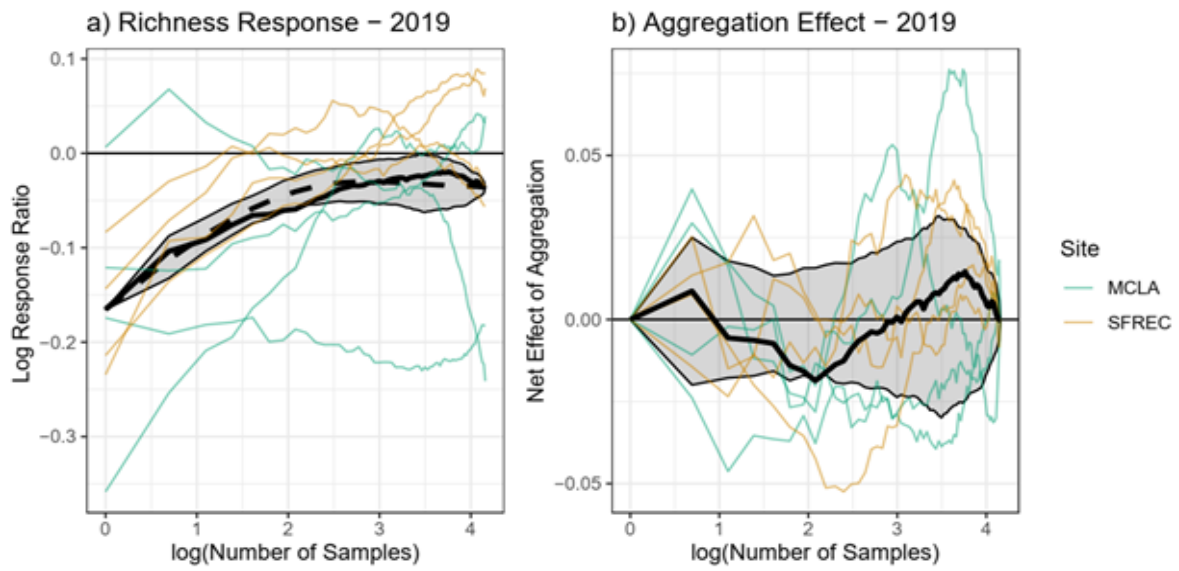 a) Richness Response − 2019
b) Aggregation Effect − 2019
Log Response Ratio
0.1
0.0
−0.1
−0.2
−0.3
0
1
2
3
4
log(Number of Samples)
Net Effect of Aggregation
0.05
0.00
−0.05
0
1
2
3
4
log(Number of Samples)
Site
MCLA
SFREC